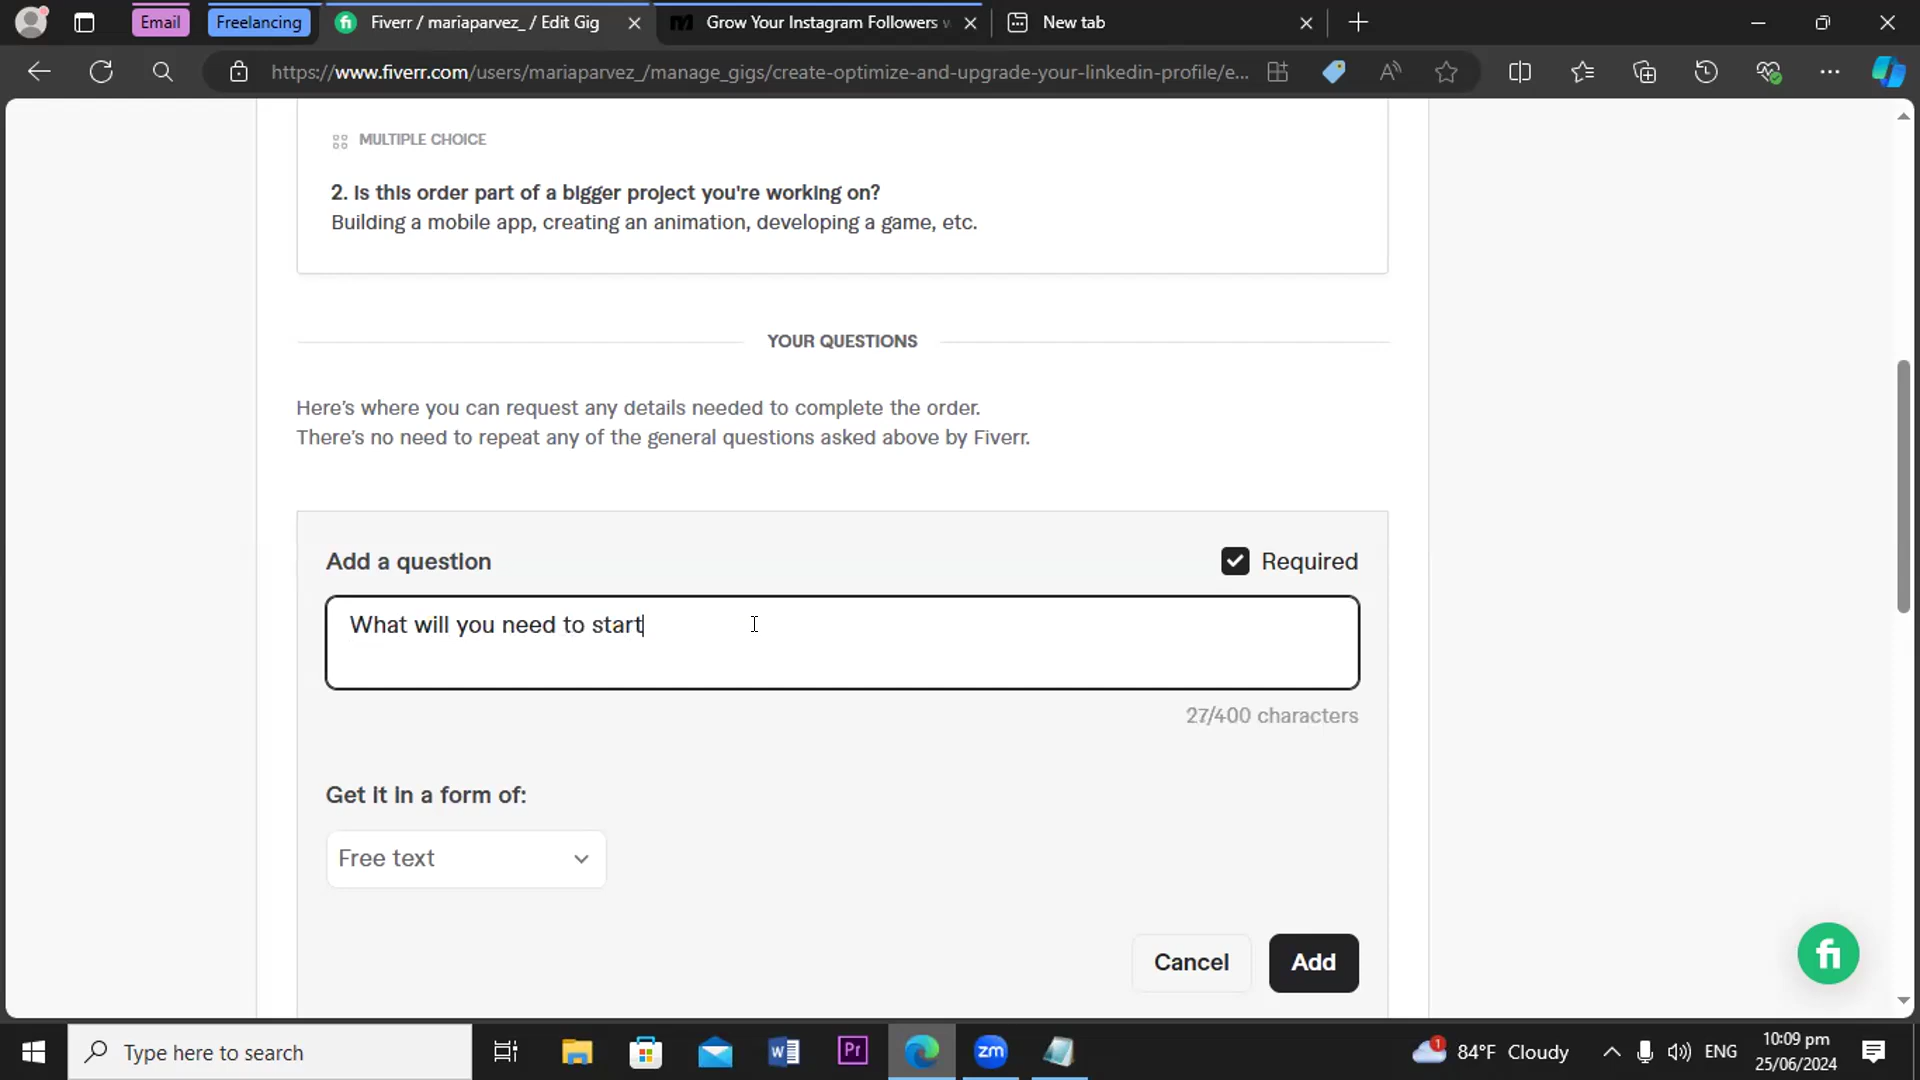 Email
Freelancing
Fiverr / mariaparvez_ / Edit Gig
Grow Your Instagram Followers
New tab
https://www.fiverr.com/users/mariaparvez_/manage_gigs/create-optimize-and-upgrade-your-linkedin-profile/e...
MULTIPLE CHOICE
2. Is this order part of a bigger project you're working on?
Building a mobile app, creating an animation, developing a game, etc.
YOUR QUESTIONS
Here's where you can request any details needed to complete the order.
There's no need to repeat any of the general questions asked above by Fiverr.
Add a question
Required
What will you need to start
27/400 characters
Get it in a form of:
Free text
Cancel
Add
fi
Type here to search
W
Pr
zm
1
84°F Cloudy
ENG
10:09 pm
25/06/2024